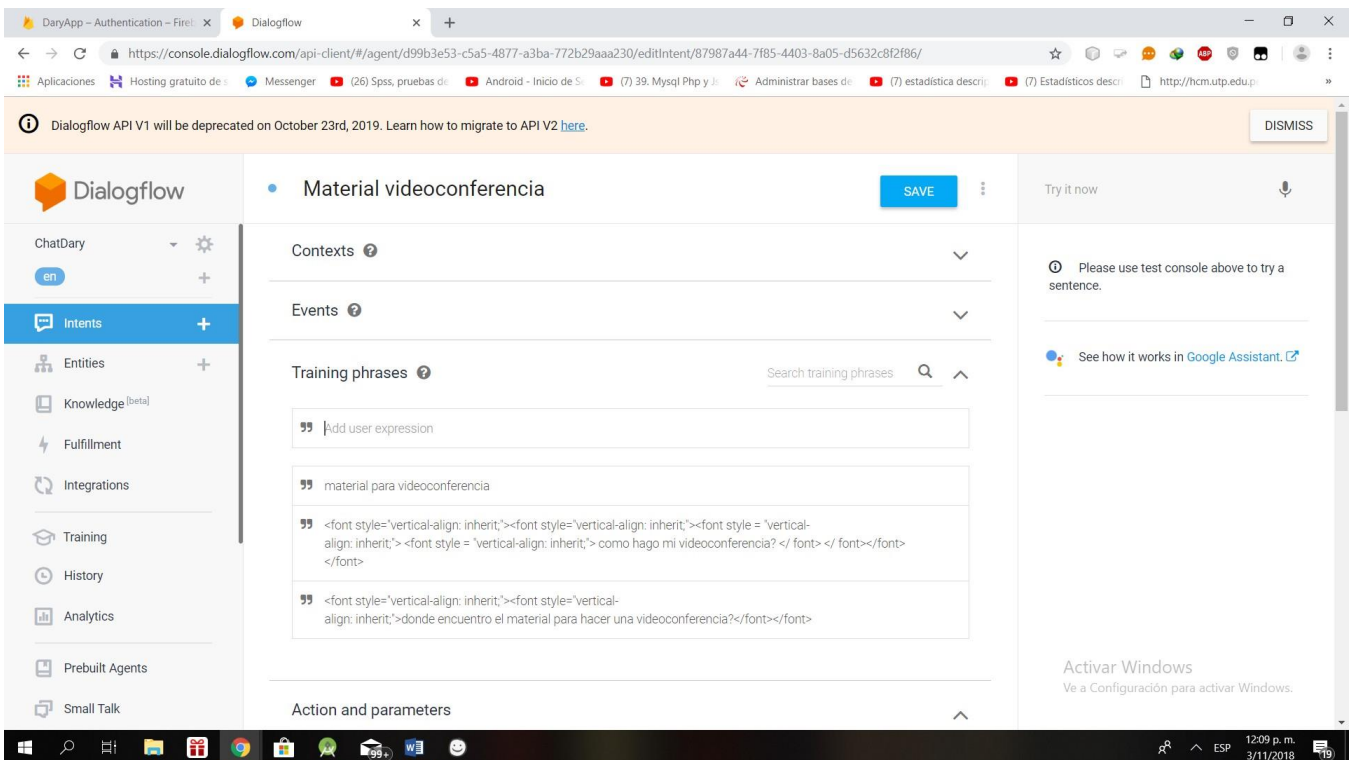 DaryApp – Authentication – Fireb
Dialogflow
https://console.dialogflow.com/api-client/#/agent/d99b3e53-c5a5-4877-a3ba-772b29aaa230/editIntent/87987a44-7f85-4403-8a05-d5632c8f2f86/
Aplicaciones Hosting gratuito de s Messenger (26) Spss, pruebas de Android - Inicio de Se (7) 39. Mysql Php y J Administrar bases de (7) estadística descrip (7) Estadísticos descri http://hcm.utp.edu.p »
Dialogflow API V1 will be deprecated on October 23rd, 2019. Learn how to migrate to API V2 here.
DISMISS
Dialogflow
Material videoconferencia
SAVE
Try it now
ChatDary
en
Intents
Entities
Knowledge [beta]
Fulfillment
Integrations
Training
History
Analytics
Prebuilt Agents
Small Talk
Contexts
Events
Training phrases
Search training phrases
Add user expression
material para videoconferencia
<font style="vertical-align: inherit;"><font style="vertical-align: inherit;"><font style = "vertical-
align: inherit;"> <font style = "vertical-align: inherit;"> como hago mi videoconferencia? </ font> </ font></font>
</font>
<font style="vertical-align: inherit;"><font style="vertical-
align: inherit;">donde encuentro el material para hacer una videoconferencia?</font></font>
Action and parameters
Please use test console above to try a
sentence.
See how it works in Google Assistant.
Activar Windows
Ve a Configuración para activar Windows.
99+
ESP
12:09 p. m.
3/11/2018
19